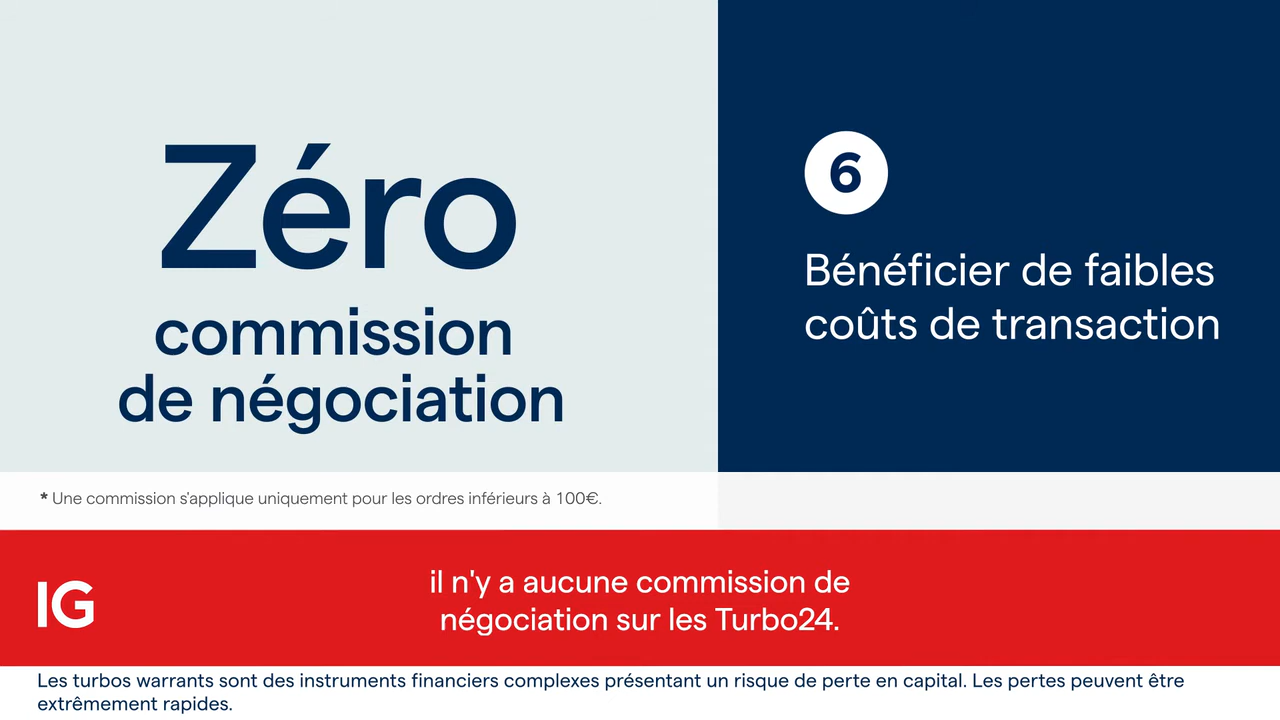 Zéro
commission
de négociation
6
Bénéficier de faibles
coûts de transaction
* Une commission s'applique uniquement pour les ordres inférieurs à 100€.
IG
il n'y a aucune commission de
négociation sur les Turbo24.
Les turbos warrants sont des instruments financiers complexes présentant un risque de perte en capital. Les pertes peuvent être
extrêmement rapides.